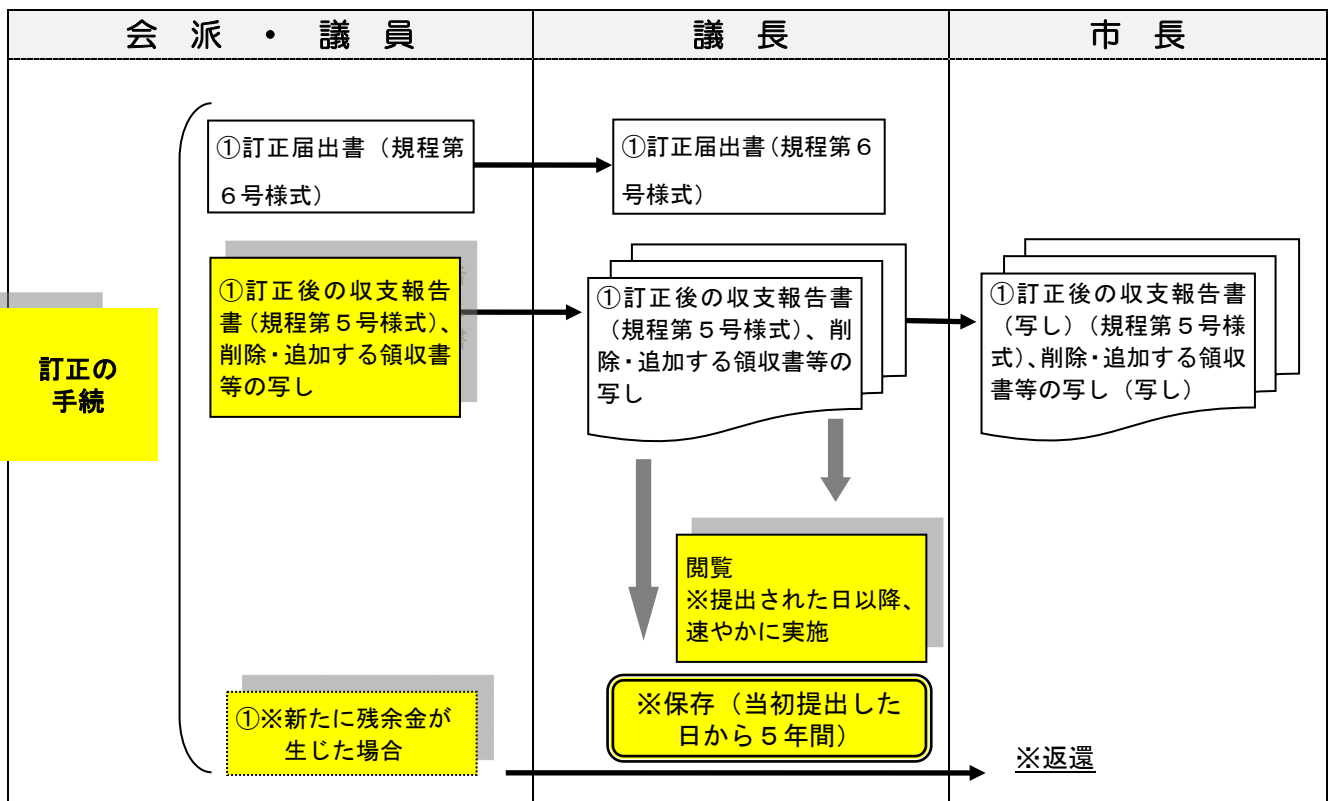 会派・議員
議長
市長
訂正の
手続
①訂正届出書（規程第
６号様式）
①訂正届出書（規程第６
号様式）
①訂正後の収支報告
書（規程第５号様式）、
削除・追加する領収書
等の写し
①訂正後の収支報告書
（規程第５号様式）、削
除・追加する領収書等の
写し
①訂正後の収支報告書
（写し）（規程第５号様
式）、削除・追加する領収
書等の写し（写し）
閲覧
※提出された日以降、
速やかに実施
①※新たに残余金が
生じた場合
※保存（当初提出した
日から５年間）
※返還